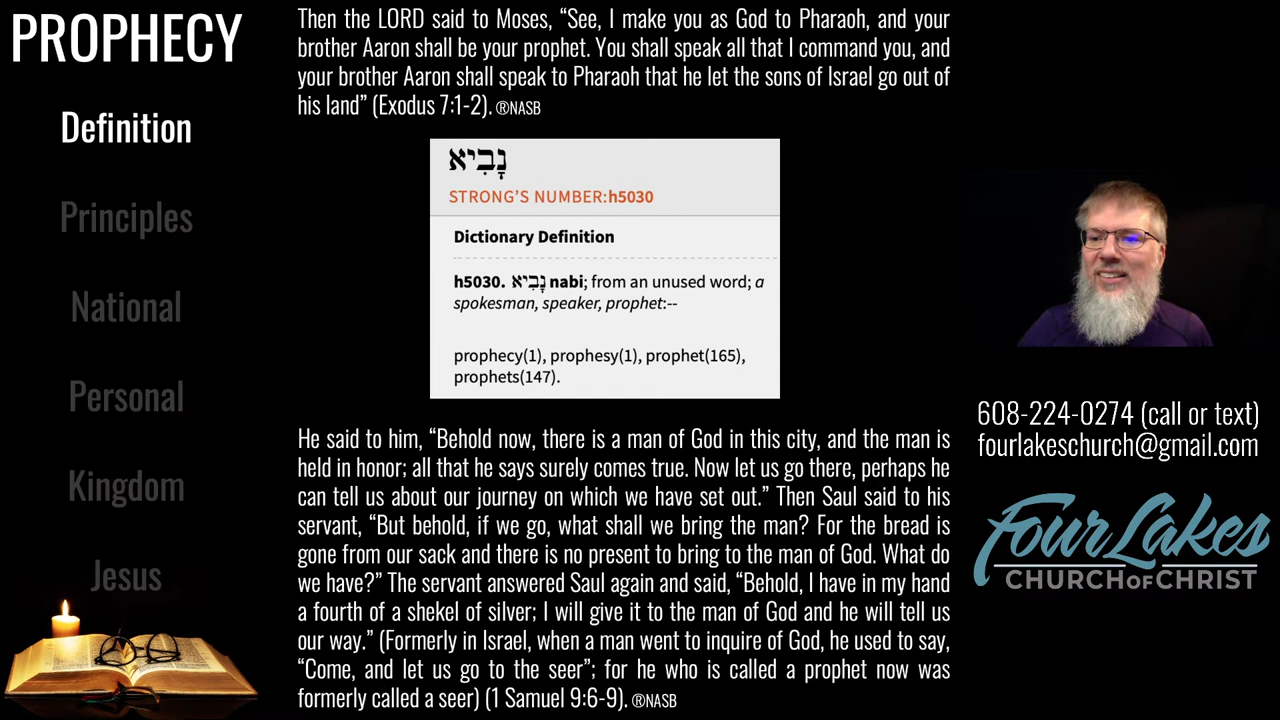 PROPHECY
Definition
Principles
National
Personal
Kingdom
Jesus
Then the LORD said to Moses, “See, I make you as God to Pharaoh, and your
brother Aaron shall be your prophet. You shall speak all that I command you, and
your brother Aaron shall speak to Pharaoh that he let the sons of Israel go out of
his land” (Exodus 7:1-2). ®NASB
נָבִיא
STRONG’S NUMBER:h5030
Dictionary Definition
h5030. נָבִיא nabi; from an unused word; a
spokesman, speaker, prophet:--
prophecy(1), prophesy(1), prophet(165),
prophets(147).
He said to him, “Behold now, there is a man of God in this city, and the man is
held in honor; all that he says surely comes true. Now let us go there, perhaps he
can tell us about our journey on which we have set out.” Then Saul said to his
servant, “But behold, if we go, what shall we bring the man? For the bread is
gone from our sack and there is no present to bring to the man of God. What do
we have?” The servant answered Saul again and said, “Behold, I have in my hand
a fourth of a shekel of silver; I will give it to the man of God and he will tell us
our way.” (Formerly in Israel, when a man went to inquire of God, he used to say,
“Come, and let us go to the seer”; for he who is called a prophet now was
formerly called a seer) (1 Samuel 9:6-9). ®NASB
608-224-0274 (call or text)
fourlakeschurch@gmail.com
Four Lakes
CHURCH OF CHRIST